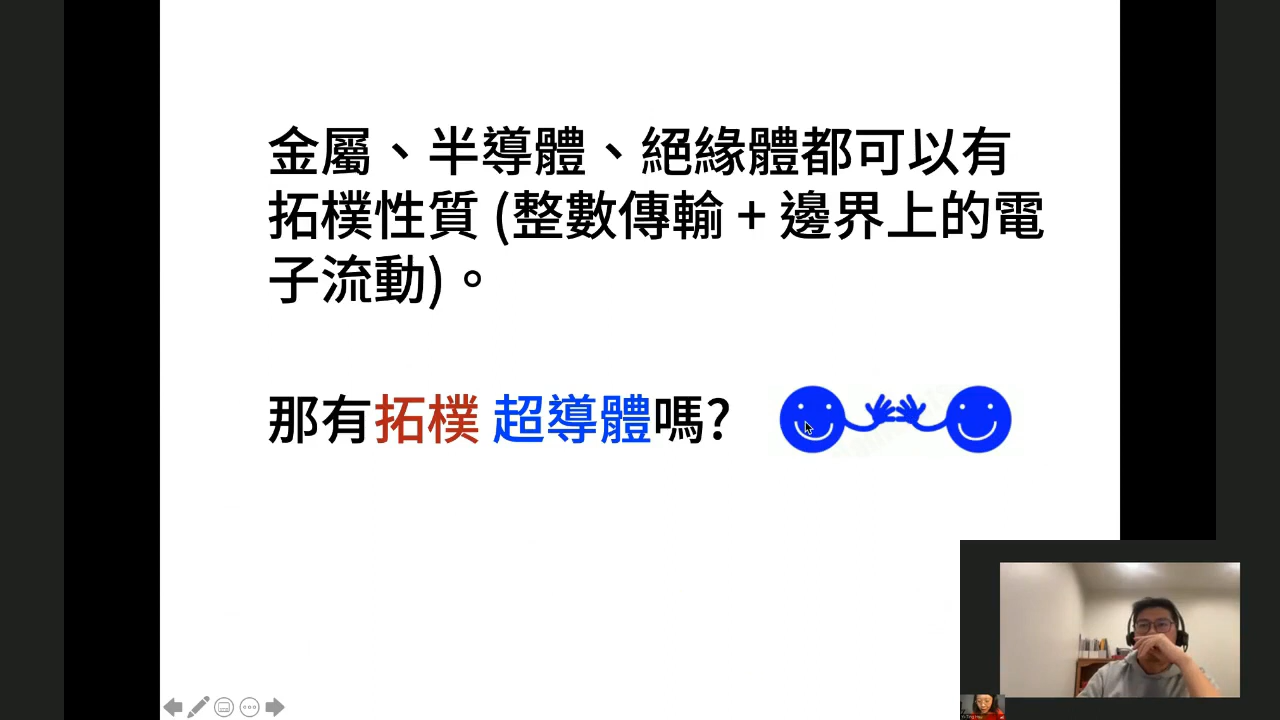 金屬、半導體、絕緣體都可以有
拓樸性質 (整數傳輸 + 邊界上的電
子流動)。
那有拓樸 超導體嗎?